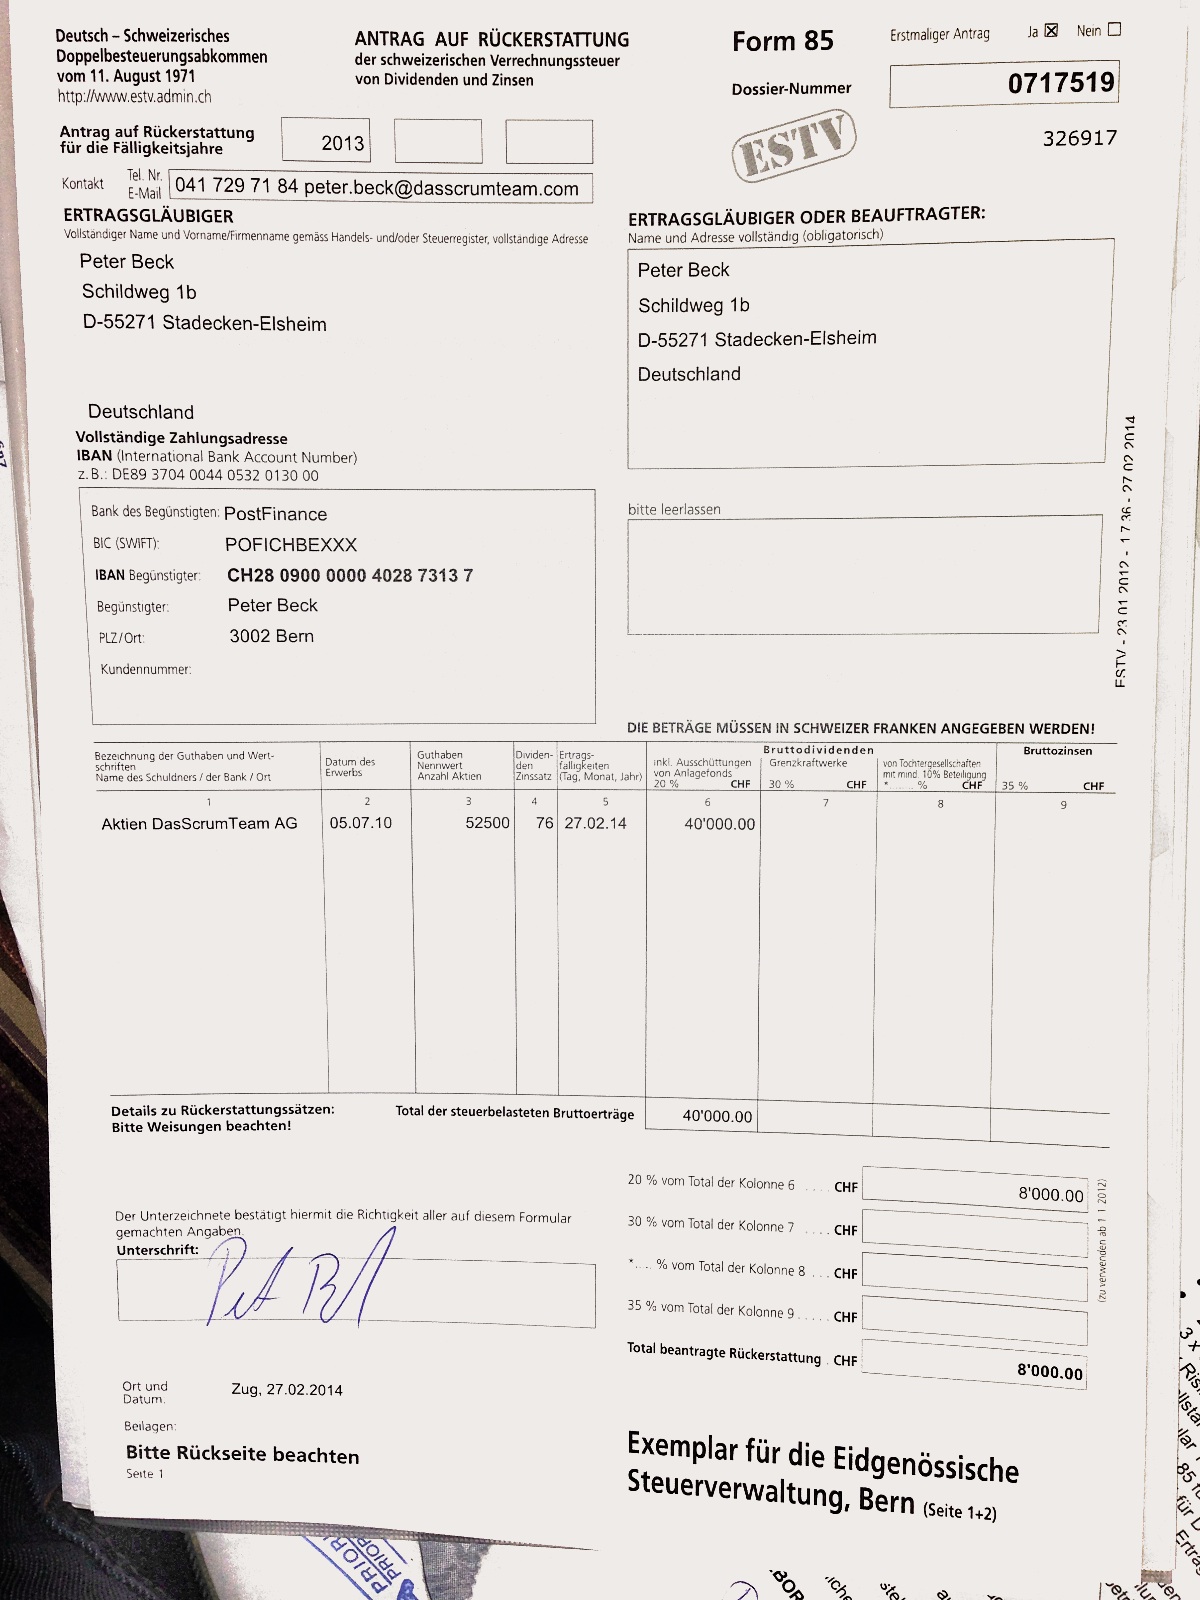 Deutsch – Schweizerisches
Doppelbesteuerungsabkommen
vom 11. August 1971
http://www.estv.admin.ch
ANTRAG AUF RÜCKERSTATTUNG
der schweizerischen Verrechnungssteuer
von Dividenden und Zinsen
Form 85
Erstmaliger Antrag Ja ☒ Nein ☐
Dossier-Nummer 0717519
ESTV
326917
Antrag auf Rückerstattung
für die Fälligkeitsjahre
2013
Kontakt
Tel. Nr.
E-Mail
041 729 71 84 peter.beck@dasscrumteam.com
ERTRAGSGLÄUBIGER
Vollständiger Name und Vorname/Firmenname gemäss Handels- und/oder Steuerregister, vollständige Adresse
Peter Beck
Schildweg 1b
D-55271 Stadecken-Elsheim
Deutschland
ERTRAGSGLÄUBIGER ODER BEAUFTRAGTER:
Name und Adresse vollständig (obligatorisch)
Peter Beck
Schildweg 1b
D-55271 Stadecken-Elsheim
Deutschland
Vollständige Zahlungsadresse
IBAN (International Bank Account Number)
z. B.: DE89 3704 0044 0532 0130 00
Bank des Begünstigten: PostFinance
BIC (SWIFT): POFICHBEXXX
IBAN Begünstigter: CH28 0900 0000 4028 7313 7
Begünstigter: Peter Beck
PLZ/Ort: 3002 Bern
Kundennummer:
bitte leerlassen
ESTV - 23 01 2012 - 1 7 36 - 27 02 2014
DIE BETRÄGE MÜSSEN IN SCHWEIZER FRANKEN ANGEGEBEN WERDEN!
Bezeichnung der Guthaben und Wert-
schriften
Name des Schuldners / der Bank / Ort
Datum des
Erwerbs
Guthaben
Nennwert
Anzahl Aktien
Dividen-
den
Zinssatz
Ertrags-
fälligkeiten
(Tag, Monat, Jahr)
Bruttodividenden
inkl. Ausschüttungen
von Anlagefonds
20 % CHF
Grenzkraftwerke
30 % CHF
von Tochtergesellschaften
mit mind. 10% Beteiligung
*...... % CHF
Bruttozinsen
35 % CHF
1 2 3 4 5 6 7 8 9
Aktien DasScrumTeam AG 05.07.10 52500 76 27.02.14 40'000.00
Details zu Rückerstattungssätzen:
Bitte Weisungen beachten!
Total der steuerbelasteten Bruttoerträge 40'000.00
20 % vom Total der Kolonne 6 .... CHF 8'000.00
30 % vom Total der Kolonne 7 .... CHF
*.... % vom Total der Kolonne 8 ... CHF
35 % vom Total der Kolonne 9 ..... CHF
Total beantragte Rückerstattung . CHF 8'000.00
(zu verwenden ab 1 1 2012)
Der Unterzeichnete bestätigt hiermit die Richtigkeit aller auf diesem Formular
gemachten Angaben.
Unterschrift:
Ort und
Datum.
Zug, 27.02.2014
Beilagen:
Bitte Rückseite beachten
Seite 1
Exemplar für die Eidgenössische
Steuerverwaltung, Bern (Seite 1+2)